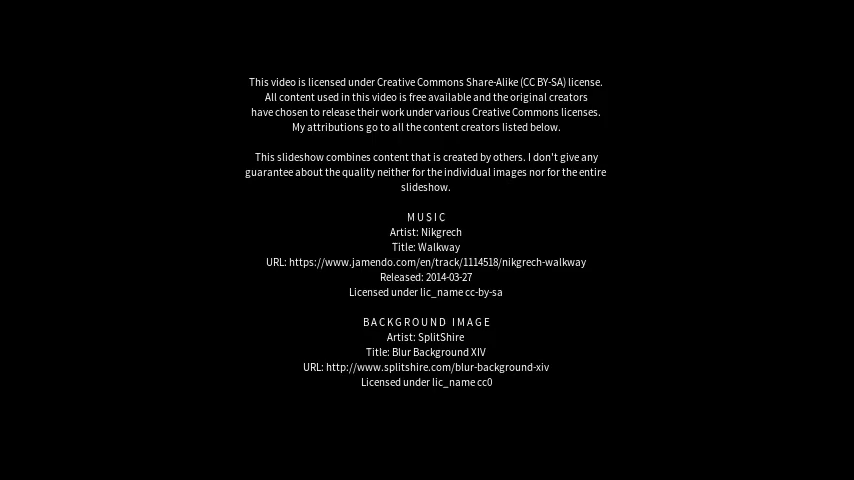 This video is licensed under Creative Commons Share-Alike (CC BY-SA) license.
All content used in this video is free available and the original creators
have chosen to release their work under various Creative Commons licenses.
My attributions go to all the content creators listed below.
This slideshow combines content that is created by others. I don't give any
guarantee about the quality neither for the individual images nor for the entire
slideshow.
MUSIC
Artist: Nikgrech
Title: Walkway
URL: https://www.jamendo.com/en/track/1114518/nikgrech-walkway
Released: 2014-03-27
Licensed under lic_name cc-by-sa
BACKGROUND IMAGE
Artist: SplitShire
Title: Blur Background XIV
URL: http://www.splitshire.com/blur-background-xiv
Licensed under lic_name cc0